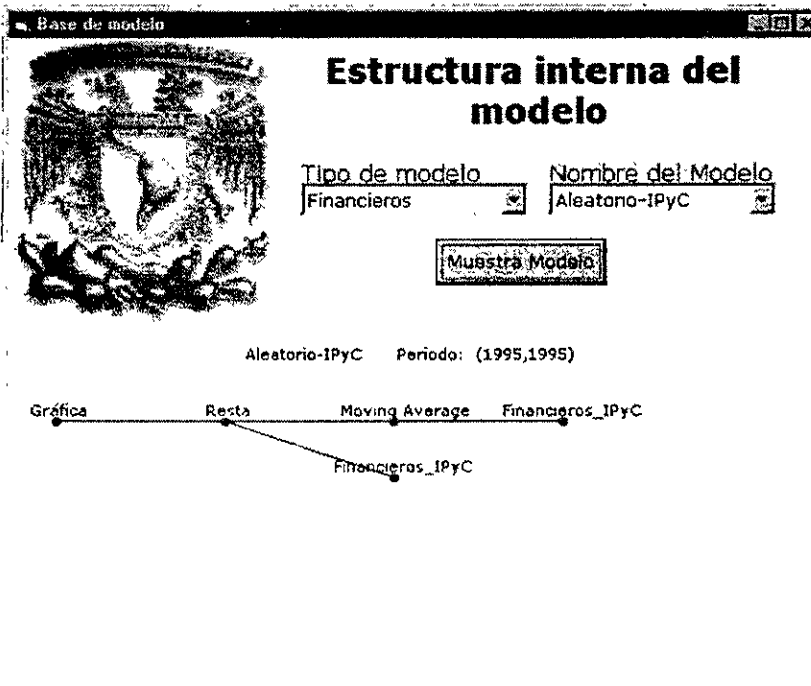 Base de modelo
Estructura interna del
modelo
Tipo de modelo
Nombre del Modelo
Financieros
Aleatorio-IPyC
Muestra Modelo
Aleatorio-IPyC Periodo: (1995,1995)
Gráfica Resta Moving Average Financieros_IPyC
Financieros_IPyC